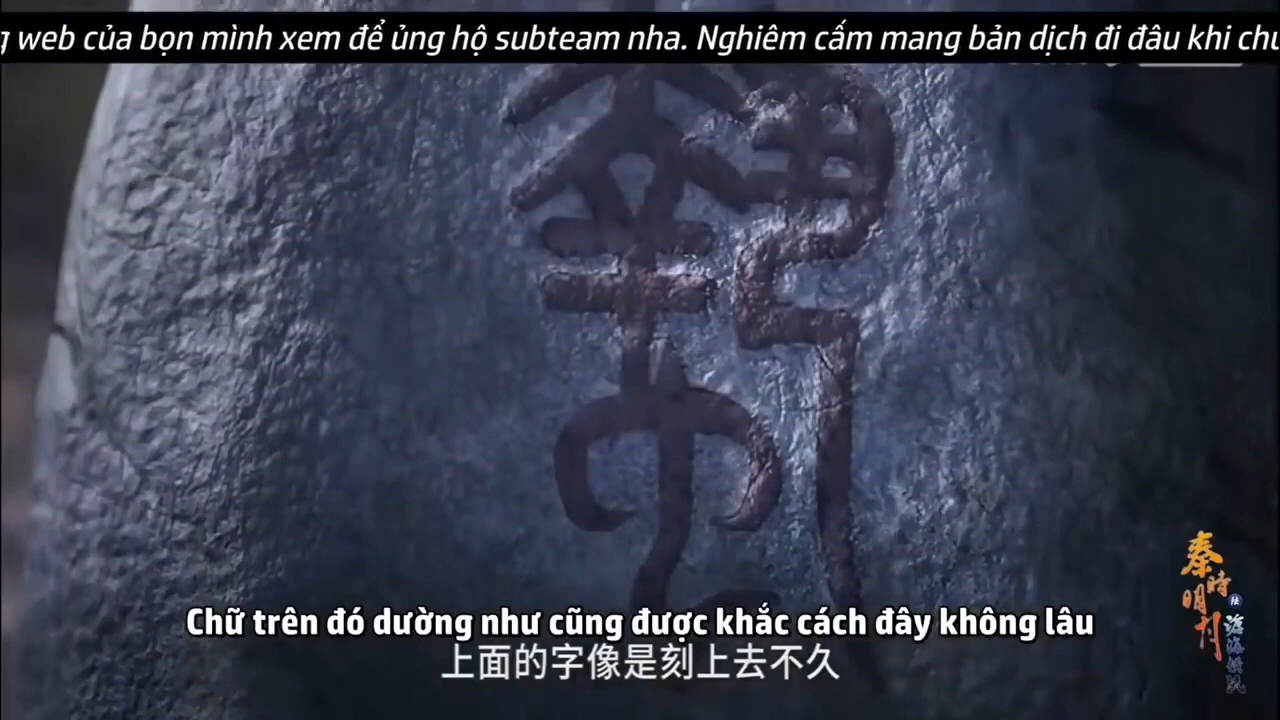 g web của bọn mình xem để ủng hộ subteam nha. Nghiêm cấm mang bản dịch đi đâu khi chư
Chữ trên đó dường như cũng được khắc cách đây không lâu
上面的字像是刻上去不久
秦時明月